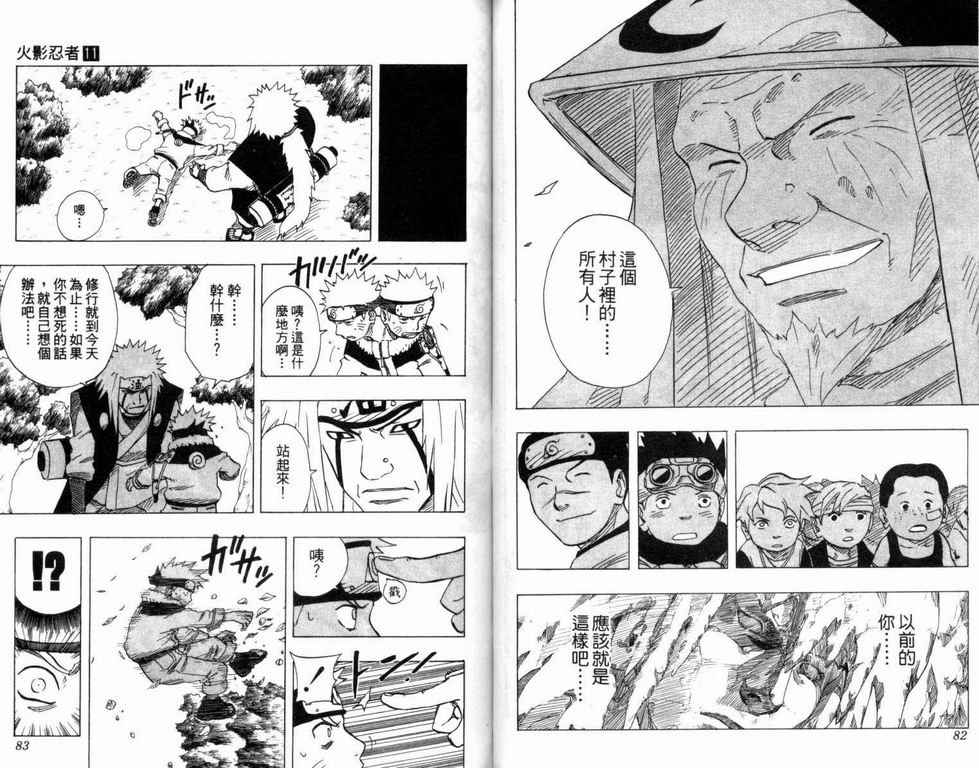 這個
村子裡的…
所有人！
以前的
你…
應該就是
這樣吧……
82
火影忍者11
ドサッ
嗯
…
ガバッ
咦？這是什
麼地方啊…
幹……
幹什麼…？
修行就到今天
為止……如果
你不想死的話
，就自己想個
辦法吧……
站起來！
咦？
戳
ガッ
!?
83